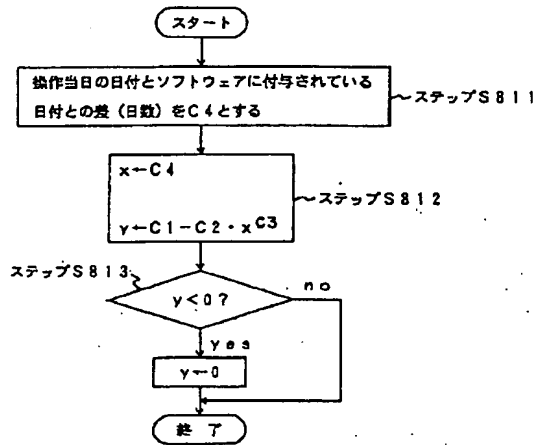 スタート
操作当日の日付とソフトウェアに付与されている
日付との差（日数）をC4とする
ステップS811
x←C4
y←C1−C2・x^C3
ステップS812
ステップS813
y<0?
no
yes
y←0
終了